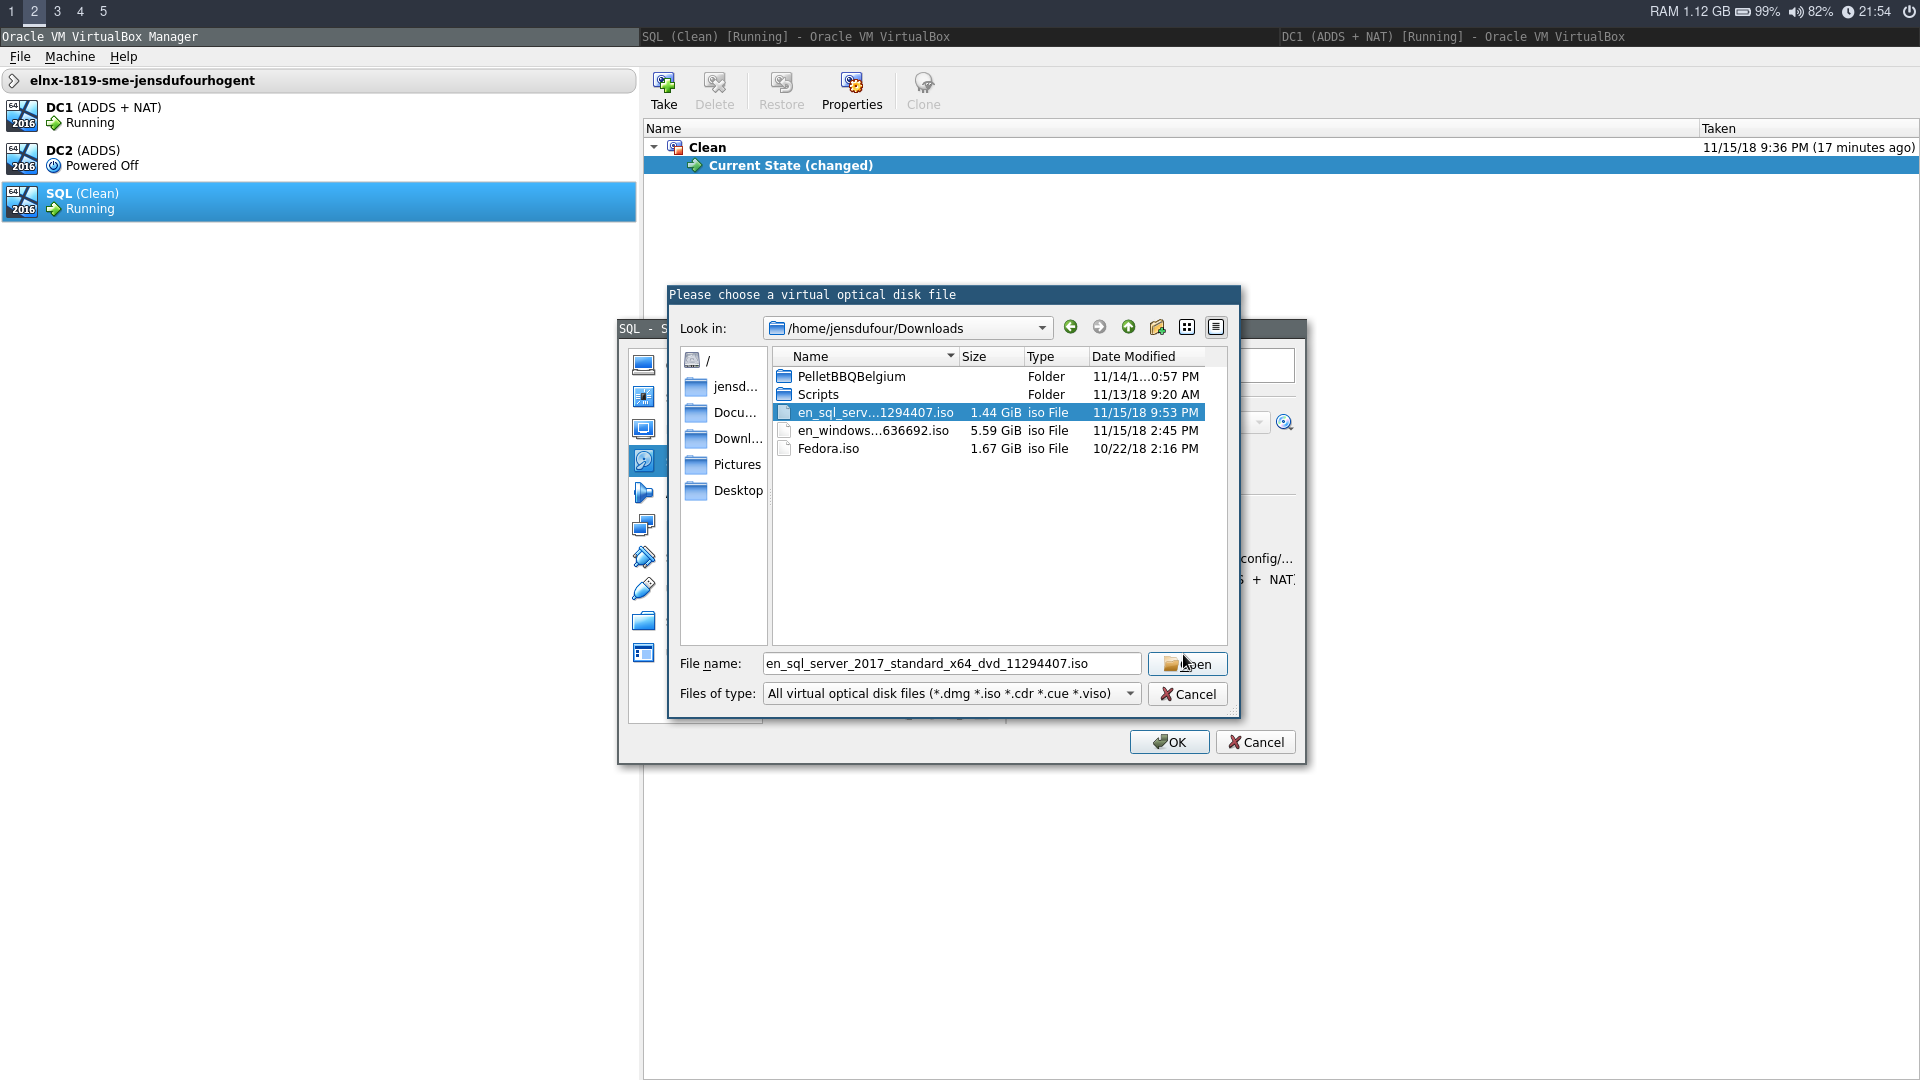 1 2 3 4 5 RAM 1.12 GB 99% 82% 21:54
Oracle VM VirtualBox Manager
SQL (Clean) [Running] - Oracle VM VirtualBox
DC1 (ADDS + NAT) [Running] - Oracle VM VirtualBox
File Machine Help
elnx-1819-sme-jensdufourhogent
64
2016
DC1 (ADDS + NAT)
Running
64
2016
DC2 (ADDS)
Powered Off
64
2016
SQL (Clean)
Running
Take Delete Restore Properties Clone
Name Taken
Clean 11/15/18 9:36 PM (17 minutes ago)
Current State (changed)
SQL - S
Please choose a virtual optical disk file
Look in: /home/jensdufour/Downloads
/
jensd...
Docu...
Downl...
Pictures
Desktop
Name Size Type Date Modified
PelletBBQBelgium Folder 11/14/1...0:57 PM
Scripts Folder 11/13/18 9:20 AM
en_sql_serv...1294407.iso 1.44 GiB iso File 11/15/18 9:53 PM
en_windows...636692.iso 5.59 GiB iso File 11/15/18 2:45 PM
Fedora.iso 1.67 GiB iso File 10/22/18 2:16 PM
config/...
+ NAT)
File name: en_sql_server_2017_standard_x64_dvd_11294407.iso
Files of type: All virtual optical disk files (*.dmg *.iso *.cdr *.cue *.viso) Cancel
OK Cancel